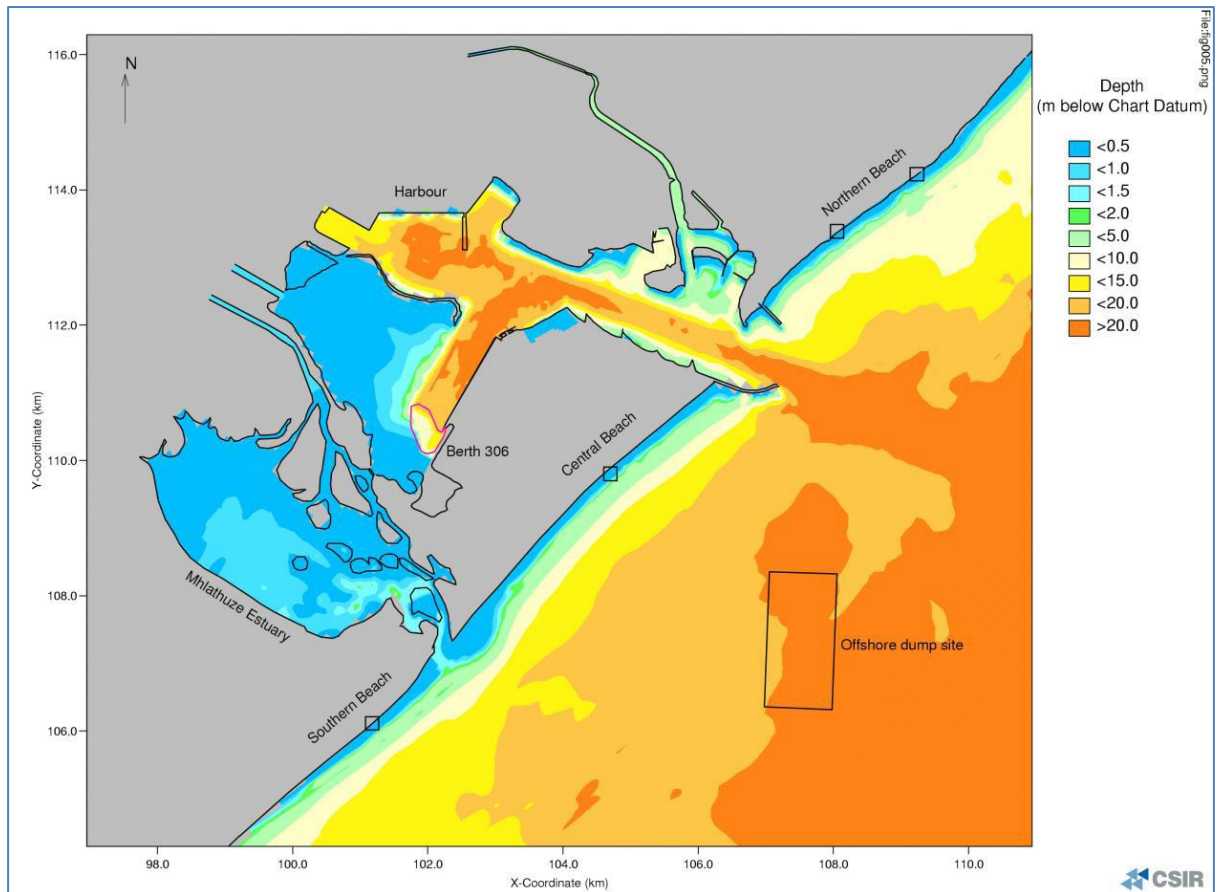 File:fig005.png
116.0
114.0
112.0
110.0
108.0
106.0
Y-Coordinate (km)
N
Harbour
Northern Beach
Central Beach
Berth 306
Mhlathuze Estuary
Offshore dump site
Southern Beach
Depth
(m below Chart Datum)
<0.5
<1.0
<1.5
<2.0
<5.0
<10.0
<15.0
<20.0
>20.0
98.0 100.0 102.0 104.0 106.0 108.0 110.0
X-Coordinate (km)
CSIR